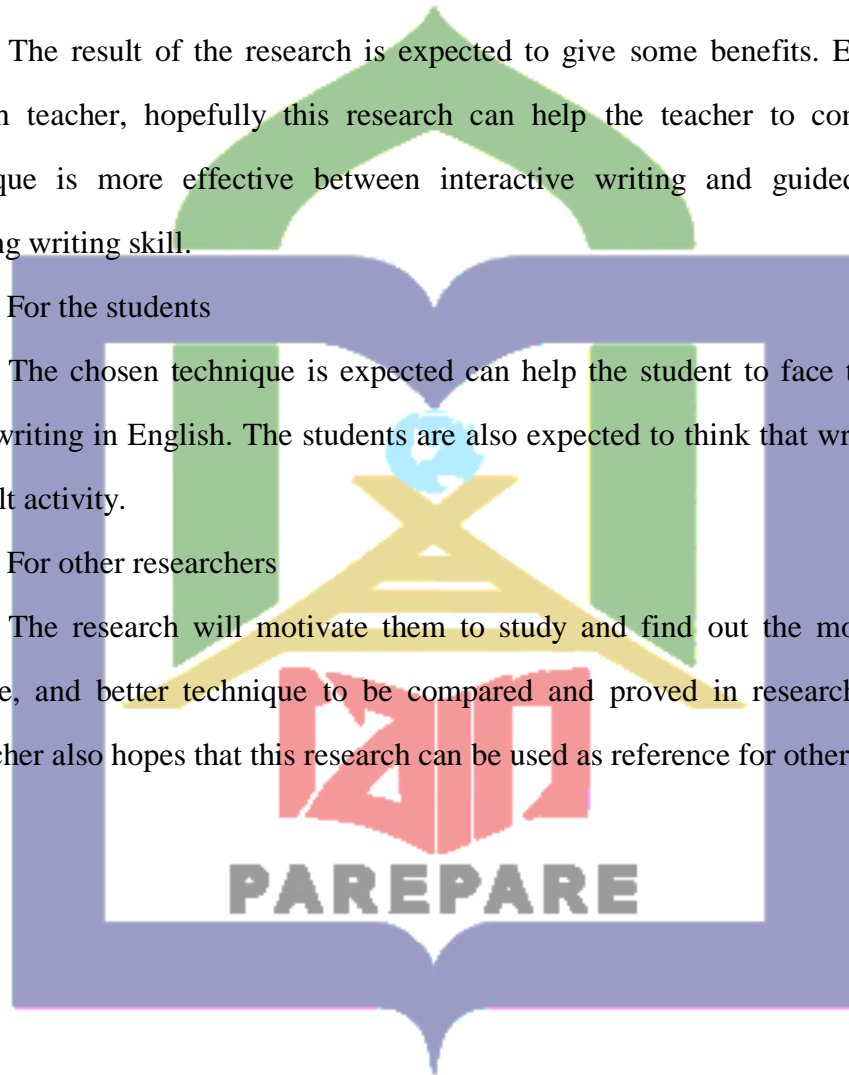 The result of the research is expected to give some benefits. E
n teacher, hopefully this research can help the teacher to con
que is more effective between interactive writing and guided
ng writing skill.
For the students
The chosen technique is expected can help the student to face t
writing in English. The students are also expected to think that wr
lt activity.
For other researchers
The research will motivate them to study and find out the mo
e, and better technique to be compared and proved in research
cher also hopes that this research can be used as reference for other
PAREPARE